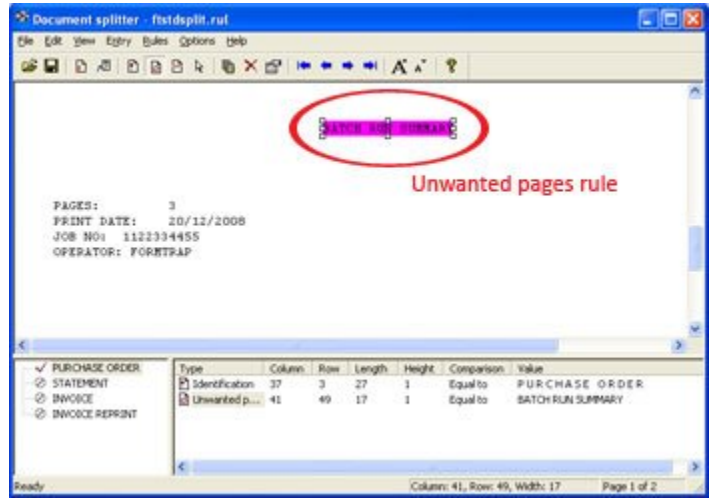 Document splitter - ftstdsplit.rul
File Edit View Entry Rules Options Help
BATCH RUN SUMMARY
Unwanted pages rule
PAGES: 3
PRINT DATE: 20/12/2008
JOB NO: 1122334455
OPERATOR: FORMTRAP
PURCHASE ORDER
STATEMENT
INVOICE
INVOICE REPRINT
Type Column Row Length Height Comparison Value
Identification 37 3 27 1 Equal to PURCHASE ORDER
Unwanted p... 41 49 17 1 Equal to BATCH RUN SUMMARY
Ready Column: 41, Row: 49, Width: 17 Page 1 of 2